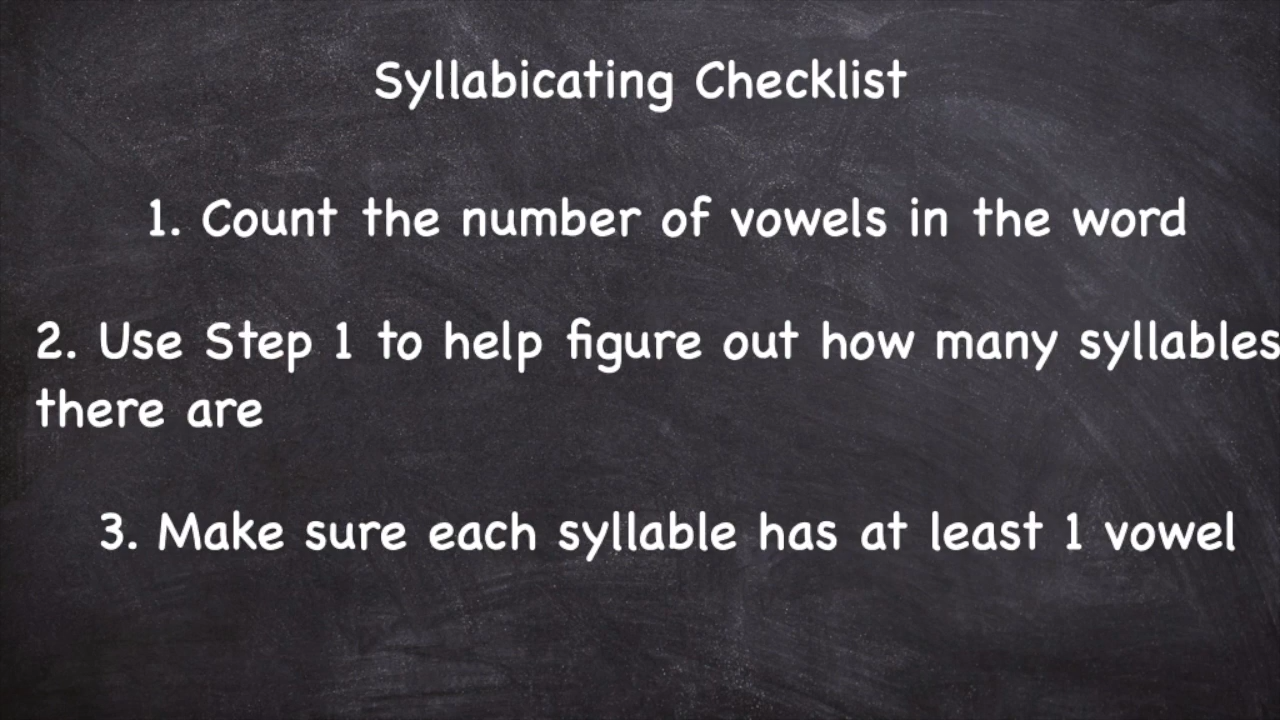 Syllabicating Checklist
1. Count the number of vowels in the word
2. Use Step 1 to help figure out how many syllables
there are
3. Make sure each syllable has at least 1 vowel